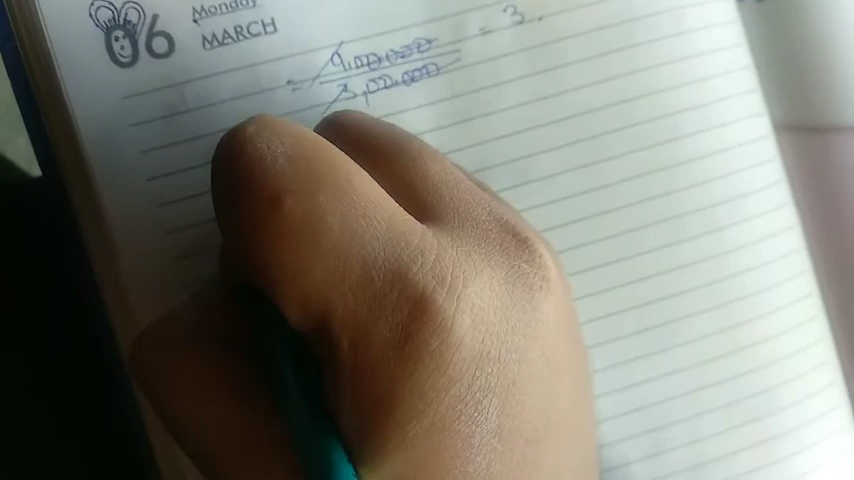 06 Monday
MARCH
= 9,00,000 / 3,00,000 = 3.